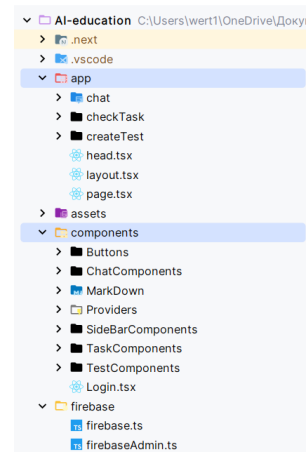 AI-education C:\Users\wert1\OneDrive\Доку
.next
.vscode
app
chat
checkTask
createTest
head.tsx
layout.tsx
page.tsx
assets
components
Buttons
ChatComponents
MarkDown
Providers
SideBarComponents
TaskComponents
TestComponents
Login.tsx
firebase
firebase.ts
firebaseAdmin.ts